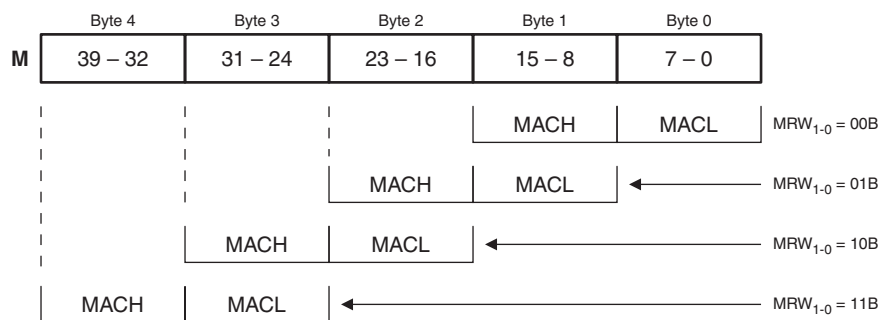 Byte 4 Byte 3 Byte 2 Byte 1 Byte 0
M 39 – 32 31 – 24 23 – 16 15 – 8 7 – 0
MACH MACL MRW1-0 = 00B
MACH MACL MRW1-0 = 01B
MACH MACL MRW1-0 = 10B
MACH MACL MRW1-0 = 11B